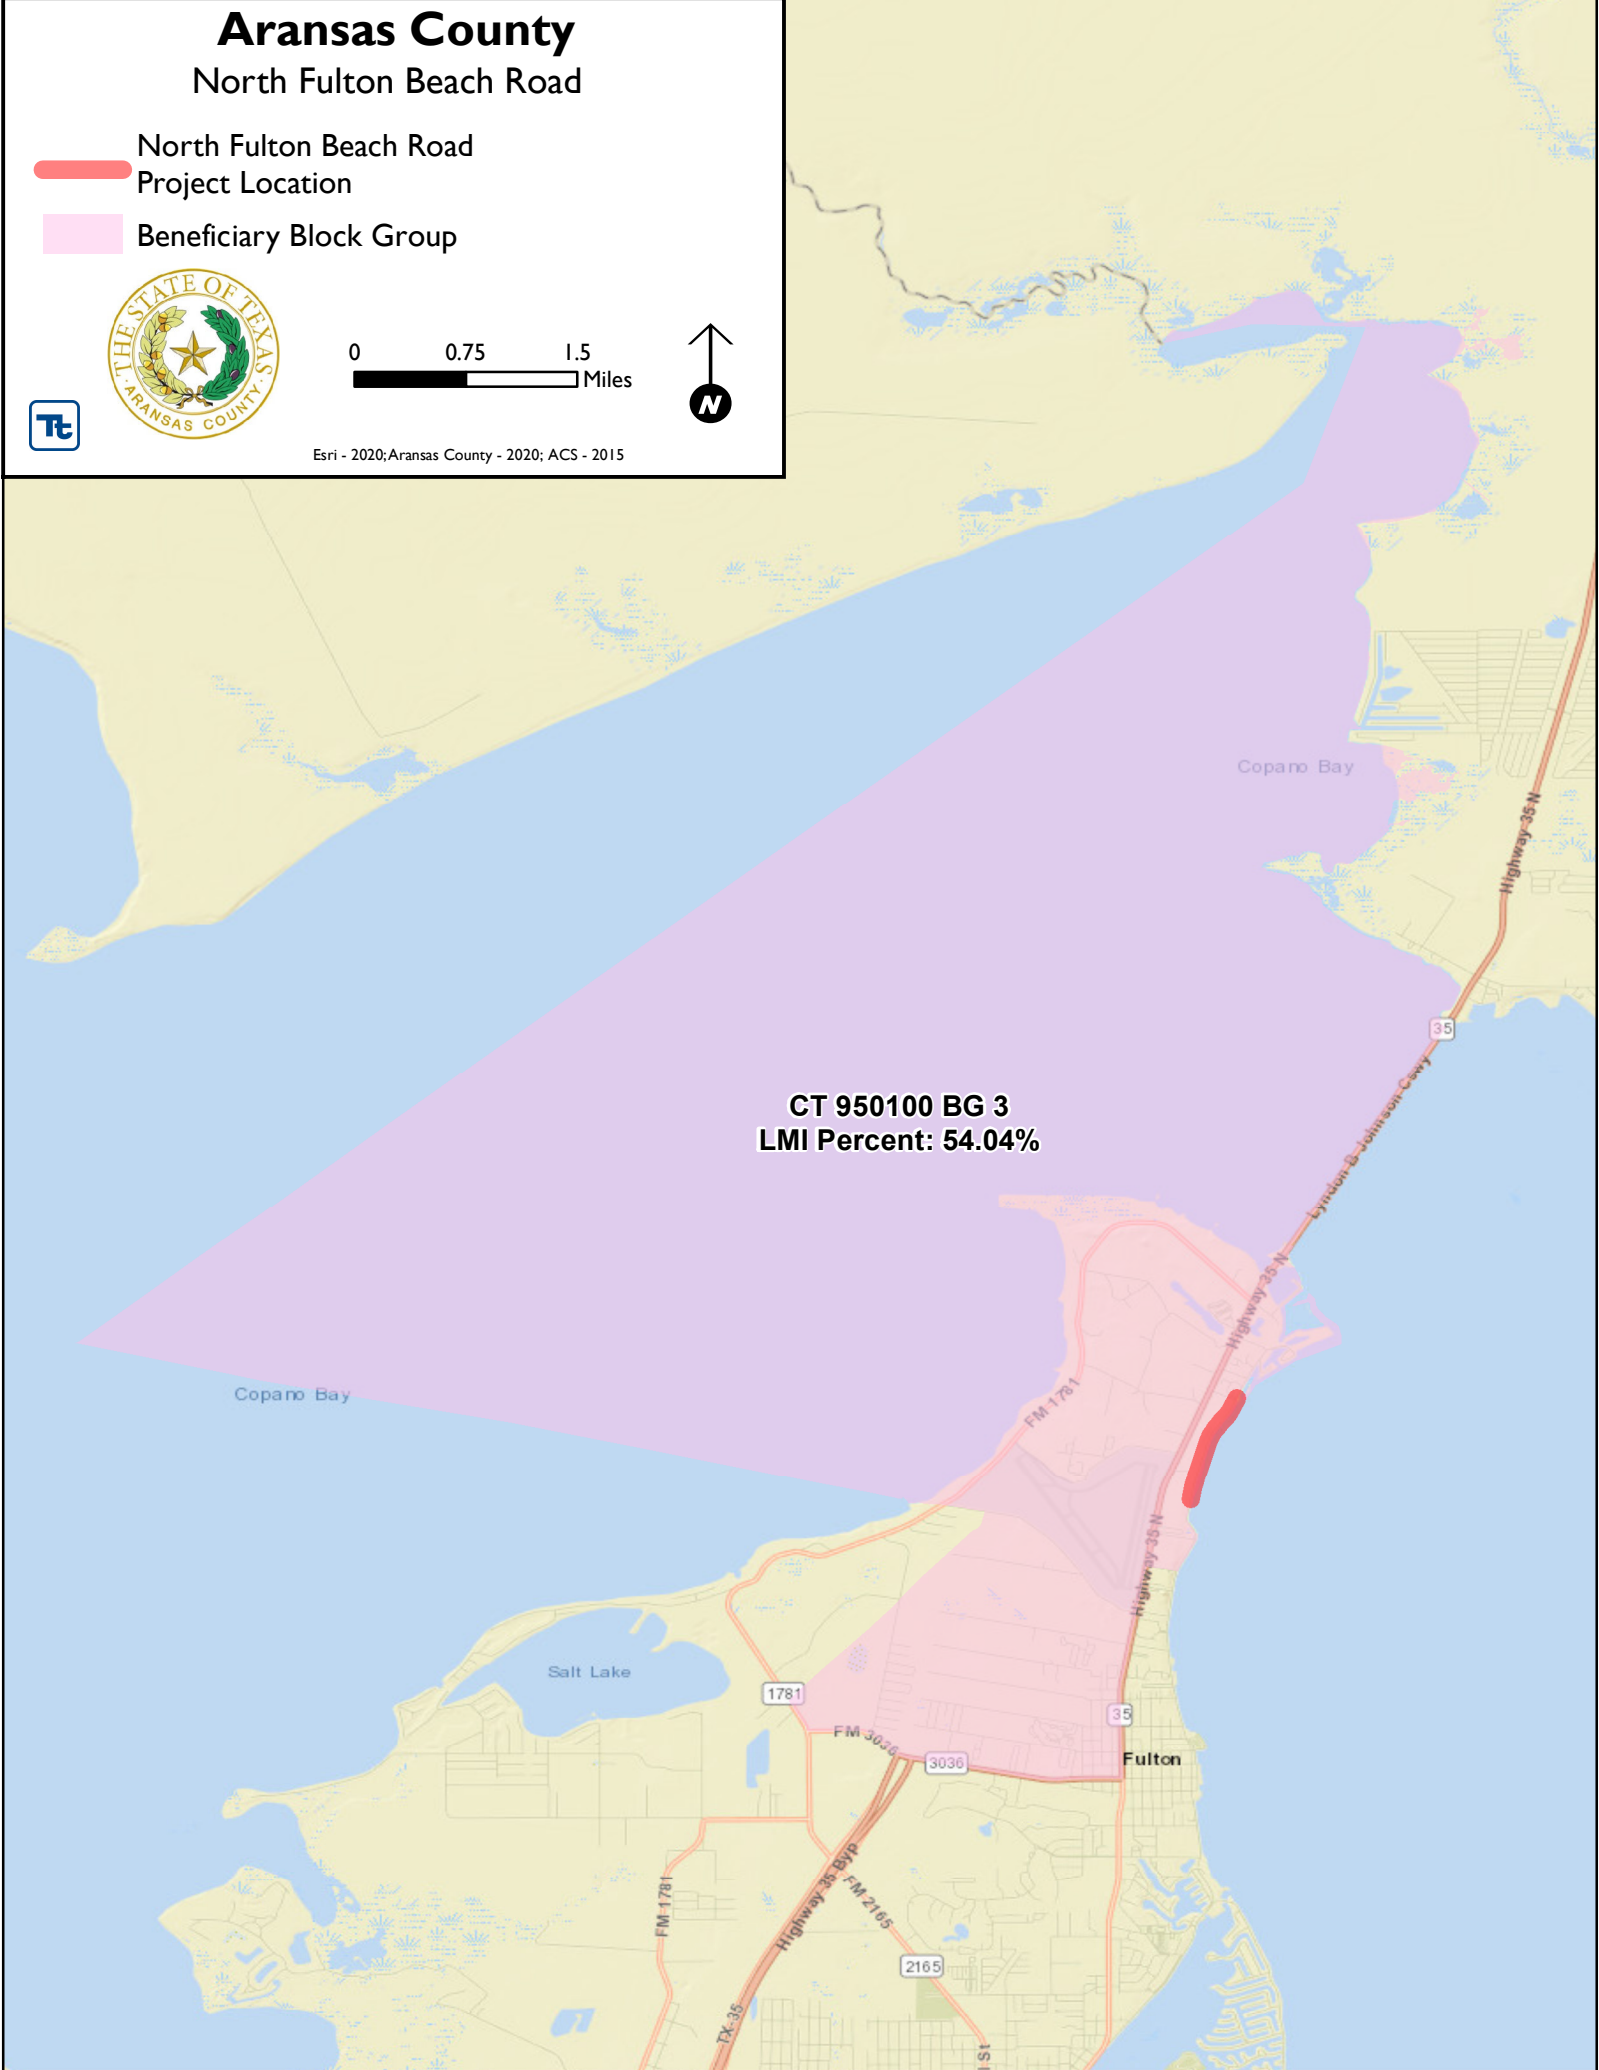 Aransas County
North Fulton Beach Road
North Fulton Beach Road
Project Location
Beneficiary Block Group
THE STATE OF TEXAS
ARANSAS COUNTY
Tt
0 0.75 1.5
Miles
N
Esri - 2020; Aransas County - 2020; ACS - 2015
Copano Bay
Highway 35 N
35
Lyndon B Johnson Cswy
CT 950100 BG 3
LMI Percent: 54.04%
Highway 35 N
Copano Bay
FM 1781
Highway 35 N
Salt Lake
1781
35
FM 3036
3036
Fulton
Highway 35 Byp
FM 1781
FM 2165
2165
TX-35
St